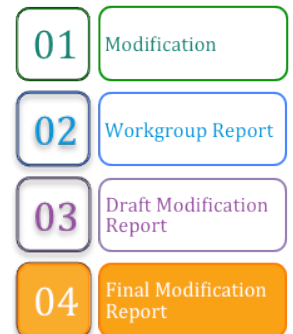 01
Modification
02
Workgroup Report
03
Draft Modification
Report
04
Final Modification
Report